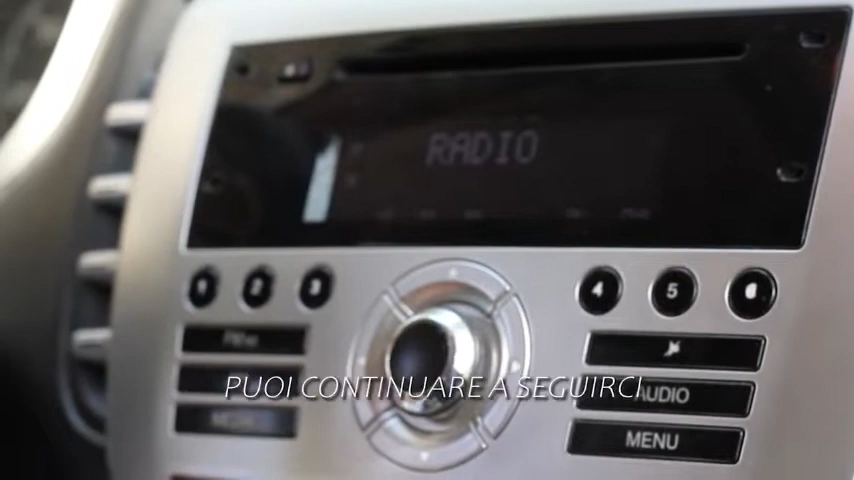 RADIO
1 2 3 4 5 6
PUOI CONTINUARE A SEGUIRCI
AUDIO
MENU